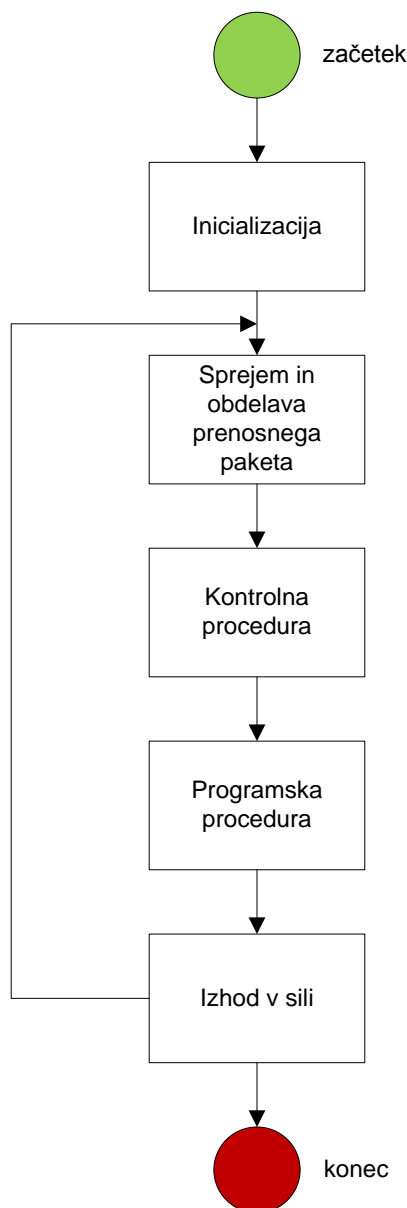 začetek
Inicializacija
Sprejem in
obdelava
prenosnega
paketa
Kontrolna
procedura
Programska
procedura
Izhod v sili
konec